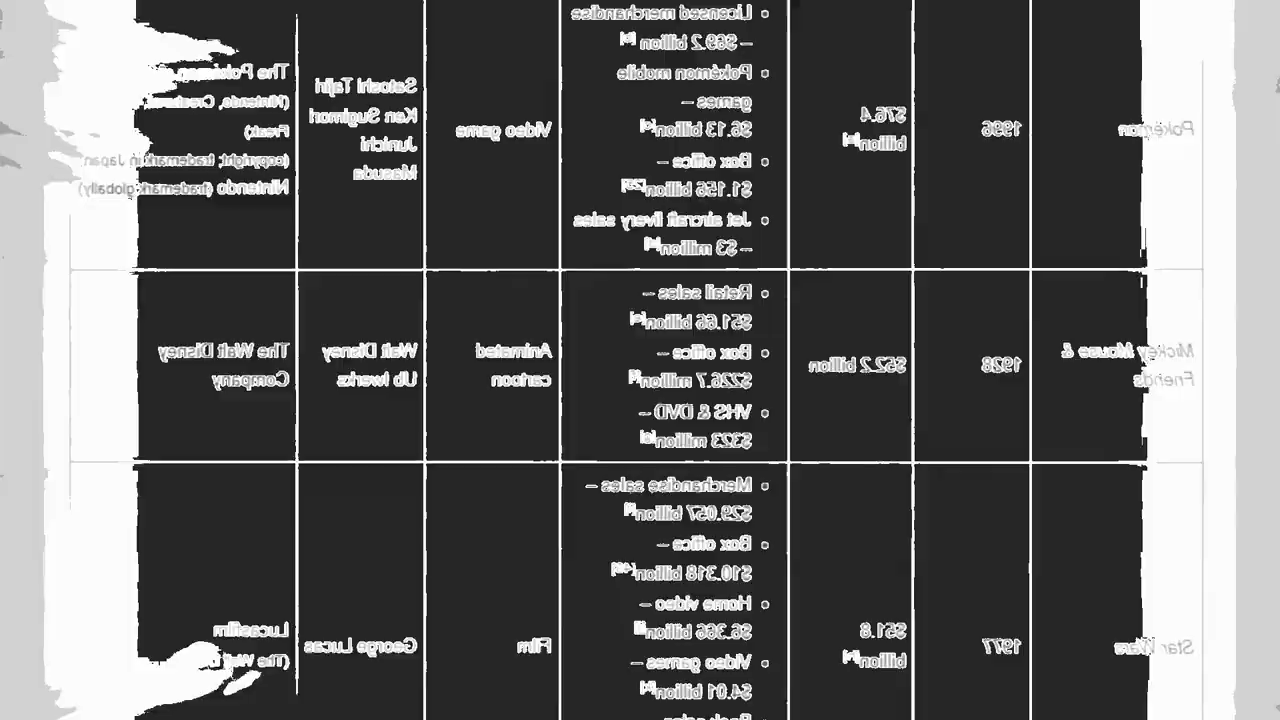 Pokémon
1996
$76.4
billion
Licensed merchandise
– $69.2 billion
Pokémon mobile
games –
$6.13 billion
Box office –
$1.156 billion
Jet aircraft livery sales
– $3 million
Video game
Satoshi Tajiri
Ken Sugimori
Junichi
Masuda
The Pokémon
(Nintendo, Creatures,
Freak)
(copyright; trademark in Japan
Nintendo (trademark globally)
Mickey Mouse &
Friends
1928
$52.2 billion
Retail sales –
$51.66 billion
Box office –
$226.7 million
VHS & DVD –
$323 million
Animated
cartoon
Walt Disney
Ub Iwerks
The Walt Disney
Company
Star Wars
1977
$51.8
billion
Merchandise sales –
$29.057 billion
Box office –
$10.318 billion
Home video –
$6.366 billion
Video games –
$4.01 billion
Film
George Lucas
Lucasfilm
(The Walt